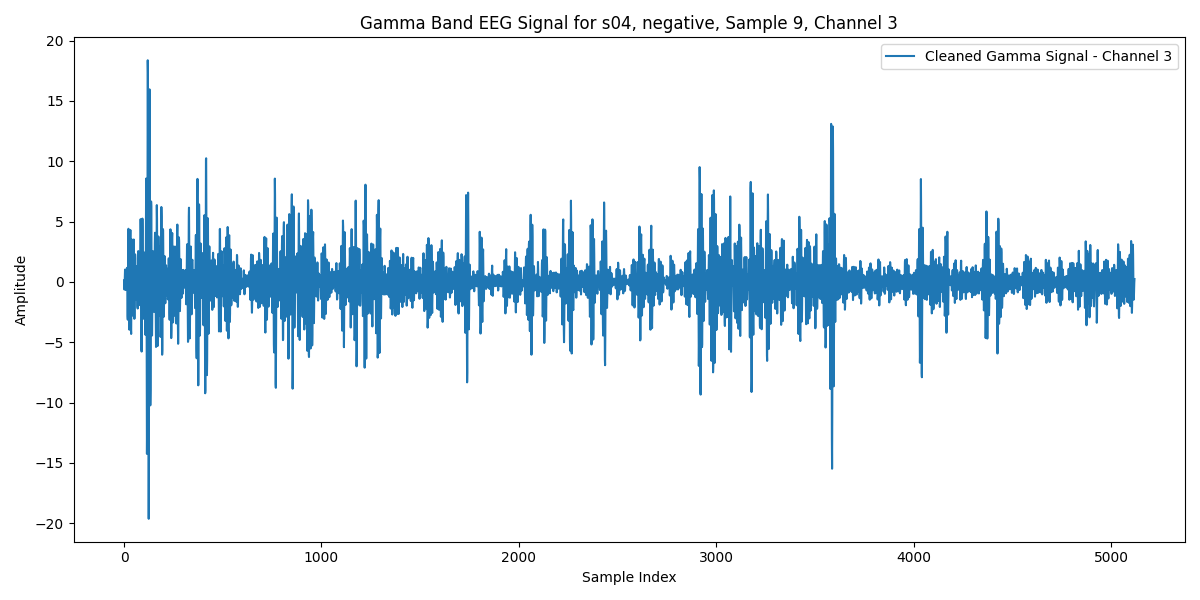 Gamma Band EEG Signal for s04, negative, Sample 9, Channel 3
Cleaned Gamma Signal - Channel 3
20
15
10
5
0
−5
−10
−15
−20
Amplitude
0 1000 2000 3000 4000 5000
Sample Index